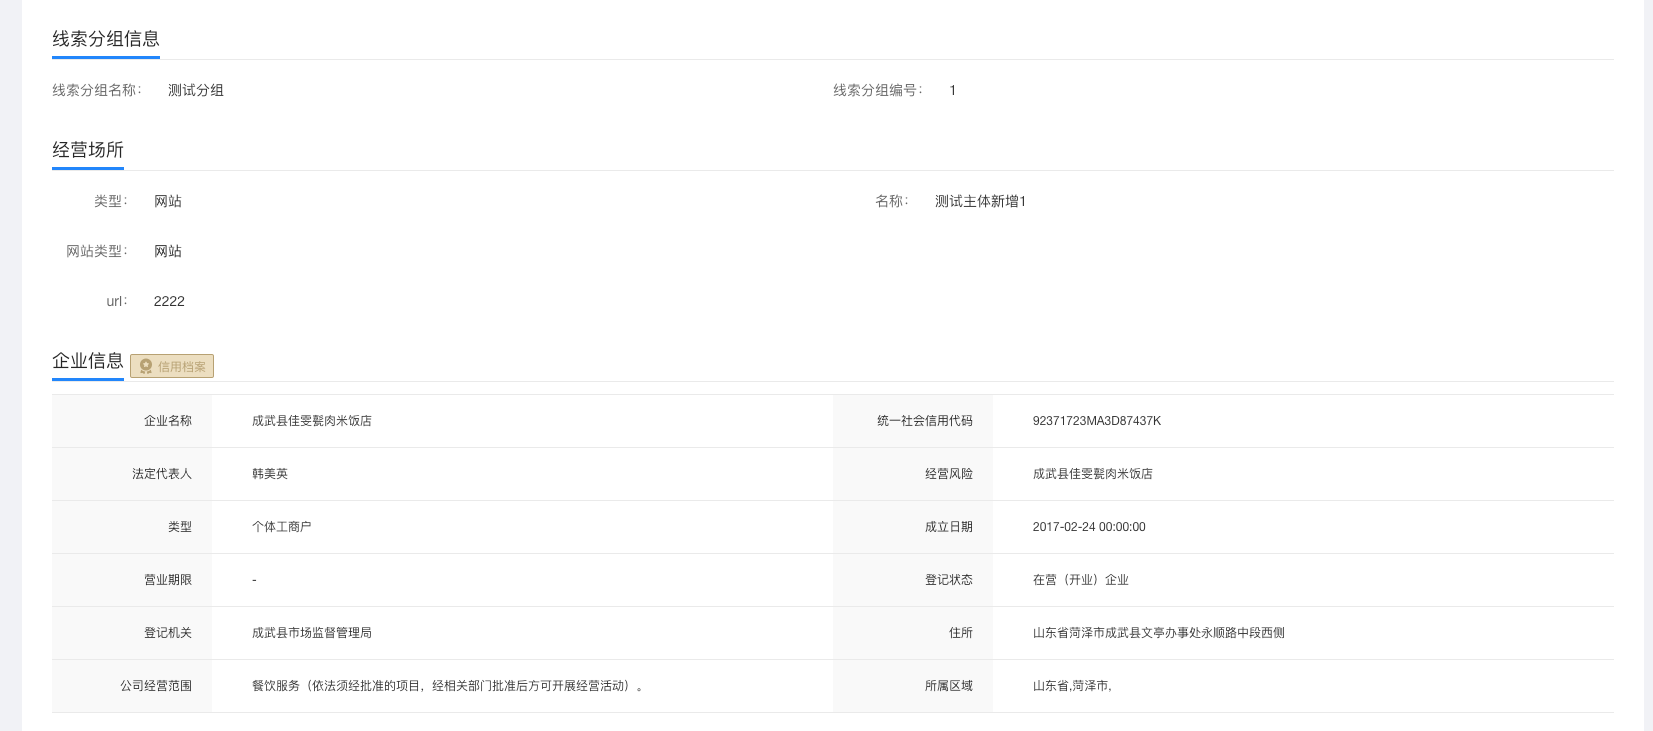 线索分组信息
线索分组名称： 测试分组 线索分组编号： 1
经营场所
类型： 网站 名称： 测试主体新增1
网站类型： 网站
url： 2222
企业信息 信用档案
企业名称 成武县佳雯甏肉米饭店 统一社会信用代码 92371723MA3D87437K
法定代表人 韩美英 经营风险 成武县佳雯甏肉米饭店
类型 个体工商户 成立日期 2017-02-24 00:00:00
营业期限 - 登记状态 在营（开业）企业
登记机关 成武县市场监督管理局 住所 山东省菏泽市成武县文亭办事处永顺路中段西侧
公司经营范围 餐饮服务（依法须经批准的项目，经相关部门批准后方可开展经营活动）。 所属区域 山东省,菏泽市,